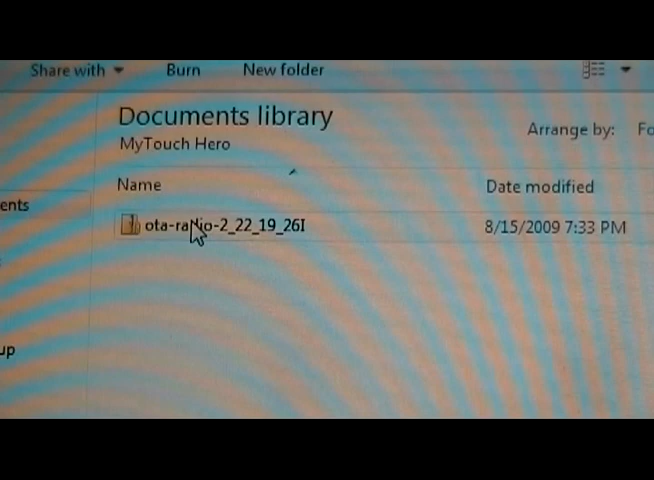 Share with Burn New folder
Documents library
MyTouch Hero
Arrange by: Fo
Name Date modified
ents
ota-radio-2_22_19_26I 8/15/2009 7:33 PM
up